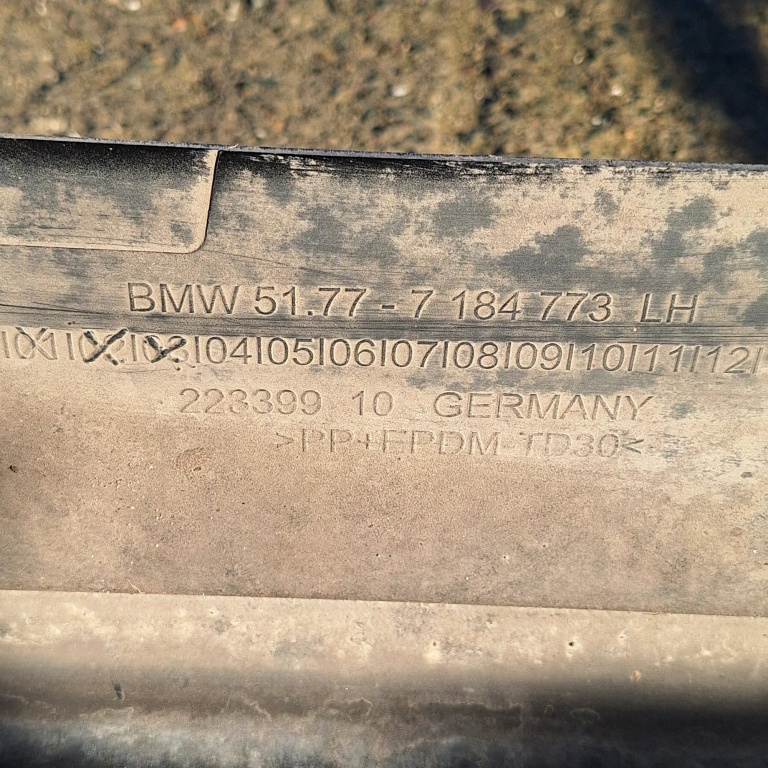 BMW 51.77 - 7 184 773 LH
|01|02|03|04|05|06|07|08|09|10|11|12|
223399 10 GERMANY
>PP+EPDM-TD30<